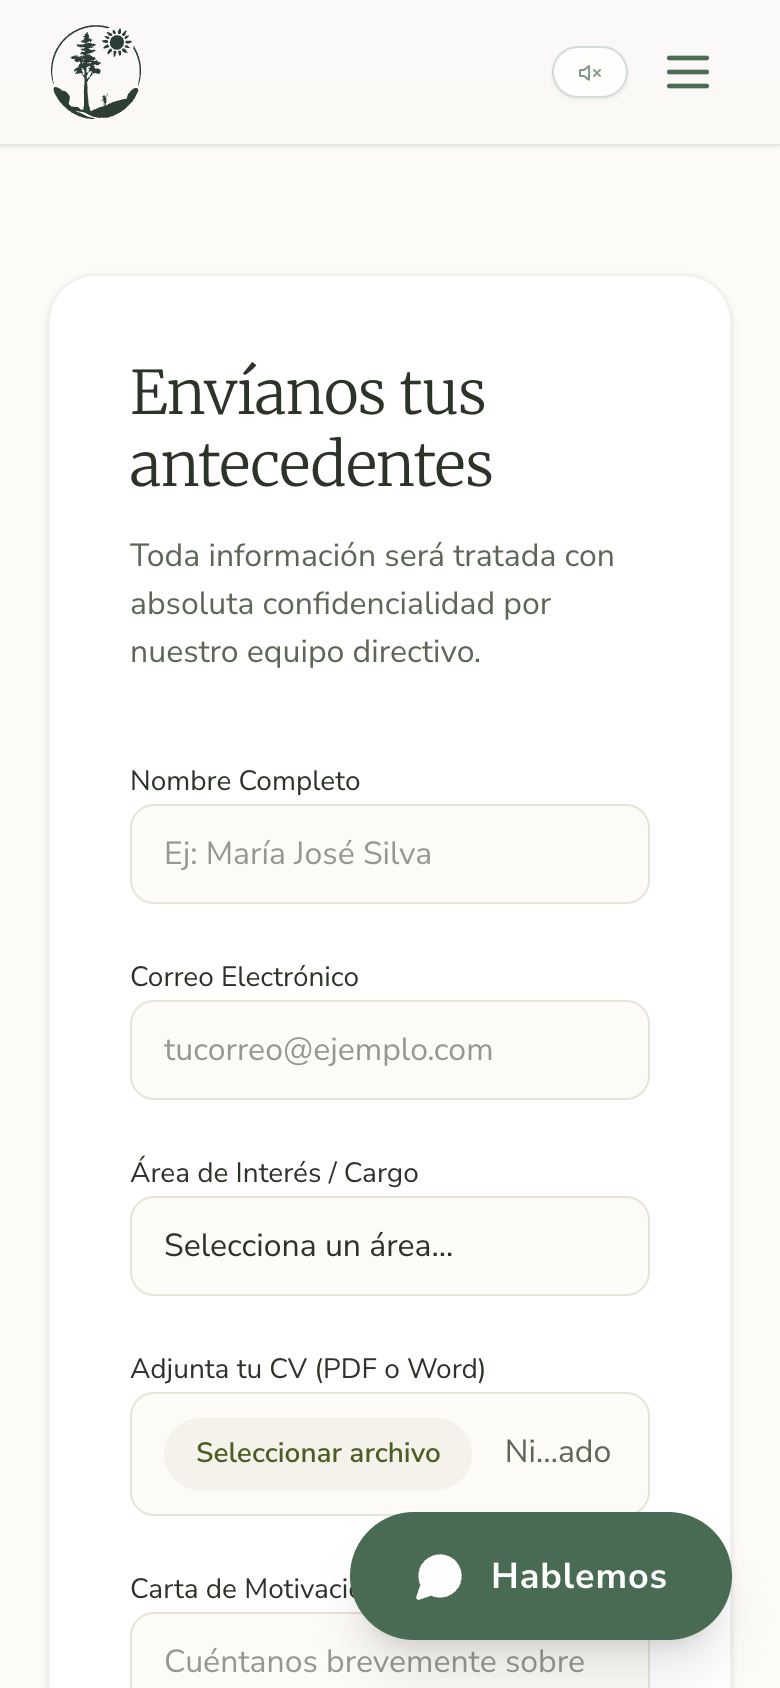 Envíanos tus
antecedentes
Toda información será tratada con
absoluta confidencialidad por
nuestro equipo directivo.
Nombre Completo
Ej: María José Silva
Correo Electrónico
tucorreo@ejemplo.com
Área de Interés / Cargo
Selecciona un área...
Adjunta tu CV (PDF o Word)
Seleccionar archivo Ni...ado
Carta de
Hablemos
Cuéntanos brevemente sobre